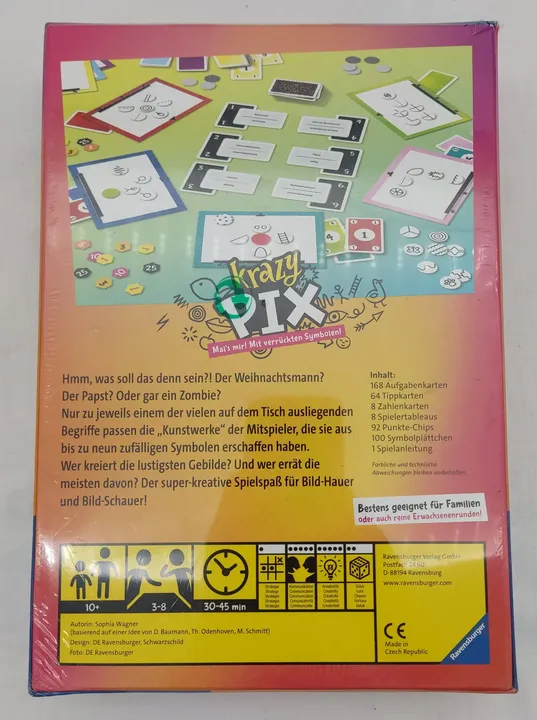 krazy
PIX
Mal's mir! Mit verrückten Symbolen!
Hmm, was soll das denn sein?! Der Weihnachtsmann?
Der Papst? Oder gar ein Zombie?
Nur zu jeweils einem der vielen auf dem Tisch ausliegenden
Begriffe passen die „Kunstwerke" der Mitspieler, die sie aus
bis zu neun zufälligen Symbolen erschaffen haben.
Wer kreiert die lustigsten Gebilde? Und wer errät die
meisten davon? Der super-kreative Spielspaß für Bild-Hauer
und Bild-Schauer!
Inhalt:
168 Aufgabenkarten
64 Tippkarten
8 Zahlenkarten
8 Spielertableaus
92 Punkte-Chips
100 Symbolplättchen
1 Spielanleitung
Farbliche und technische
Abweichungen bleiben vorbehalten.
Bestens geeignet für Familien
oder auch reine Erwachsenenrunden!
10+
3-8
30-45 min
Autorin: Sophia Wagner
(basierend auf einer Idee von D. Baumann, Th. Odenhoven, M. Schmitt)
Design: DE Ravensburger, Schwartzschild
Foto: DE Ravensburger
Ravensburger Verlag GmbH
Postfach 24 60
D-88194 Ravensburg
www.ravensburger.com
CE
Made in
Czech Republic
Ravensburger